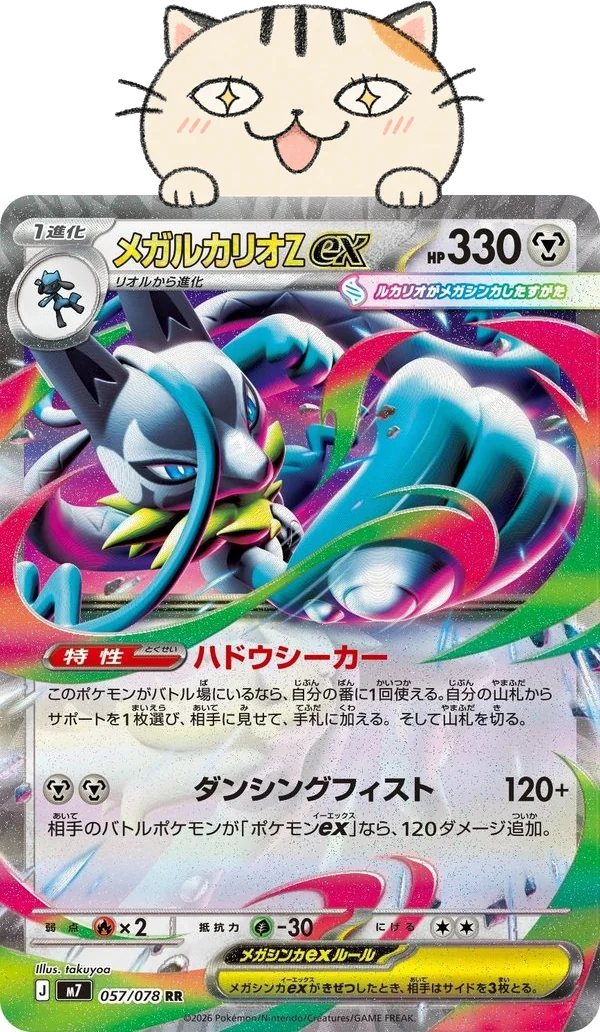 1進化
メガルカリオZex
HP330
リオルから進化
ルカリオがメガシンカしたすがた
特性
とくせい
ハドウシーカー
このポケモンがバトル場にいるなら、自分の番に1回使える。自分の山札から
サポートを1枚選び、相手に見せて、手札に加える。そして山札を切る。
ダンシングフィスト 120+
相手のバトルポケモンが「ポケモンex」なら、120ダメージ追加。
弱点 ×2 抵抗力 -30 にげる
メガシンカexルール
メガシンカexがきぜつしたとき、相手はサイドを3枚とる。
Illus. takuyoa
J M7 057/078 RR
©2026 Pokémon/Nintendo/Creatures/GAME FREAK.